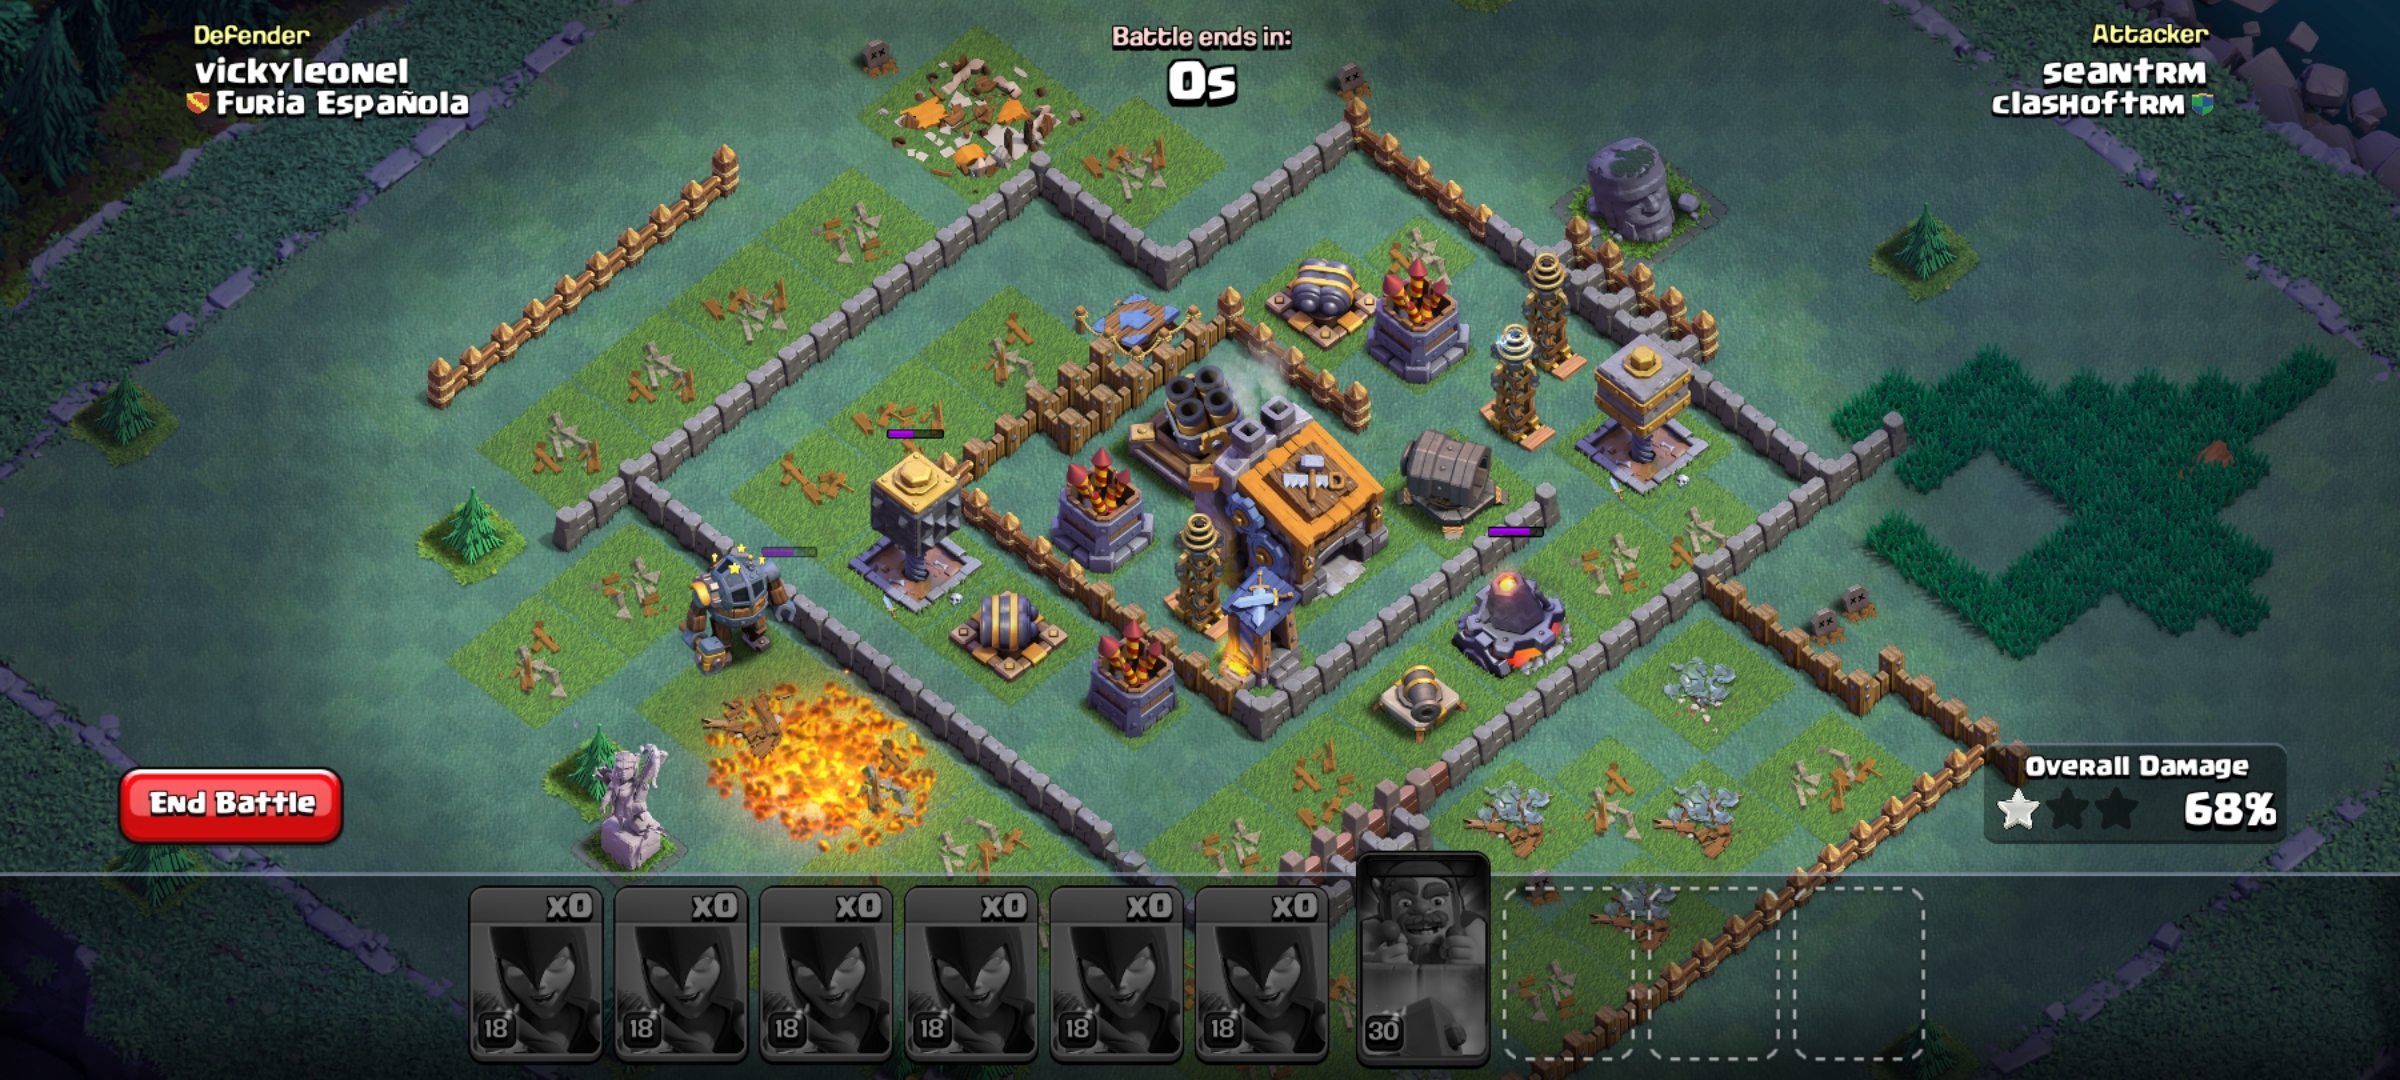 Defender
vickyleonel
Furia Española
Battle ends in:
0s
Attacker
seantRM
clashoftRM
End Battle
Overall Damage
68%
x0
x0
x0
x0
x0
x0
18
18
18
18
18
18
30